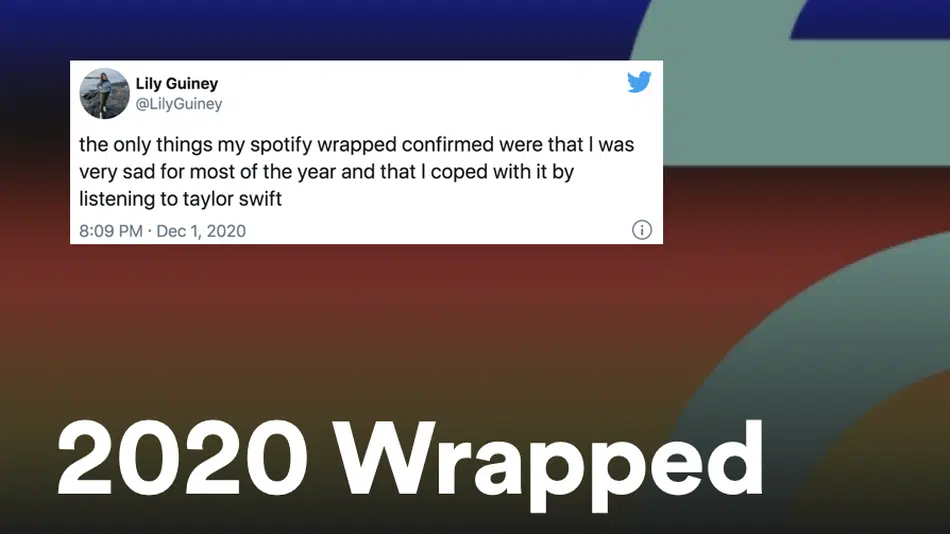 Lily Guiney
@LilyGuiney
the only things my spotify wrapped confirmed were that I was
very sad for most of the year and that I coped with it by
listening to taylor swift
8:09 PM · Dec 1, 2020
2020 Wrapped